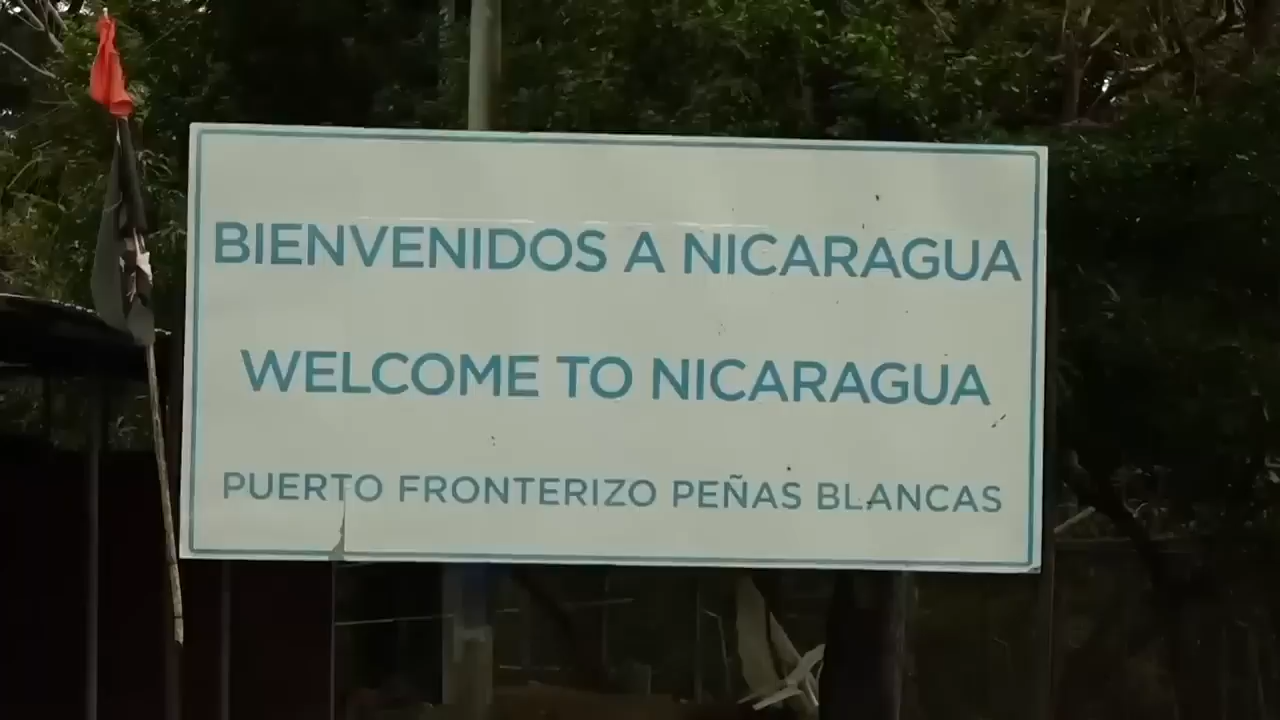 BIENVENIDOS A NICARAGUA
WELCOME TO NICARAGUA
PUERTO FRONTERIZO PEÑAS BLANCAS